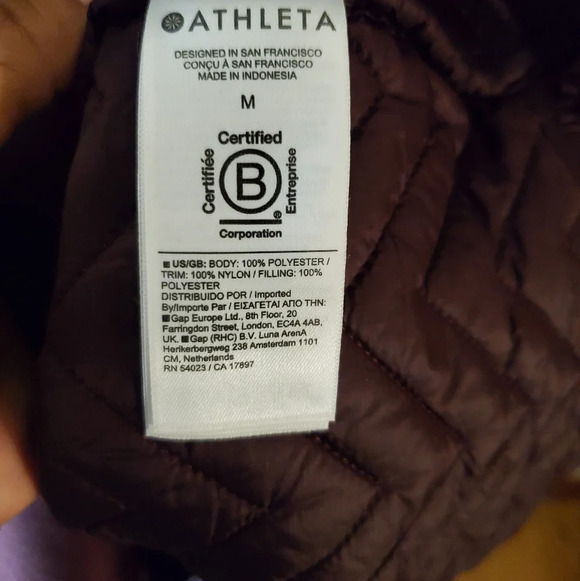 ATHLETA
DESIGNED IN SAN FRANCISCO
CONÇU À SAN FRANCISCO
MADE IN INDONESIA
M
Certified
Certifiée
B
Entreprise
®
Corporation
■ US/GB: BODY: 100% POLYESTER /
TRIM: 100% NYLON / FILLING: 100%
POLYESTER
DISTRIBUIDO POR / Imported
By/Importe Par / ΕΙΣΑΓΕΤΑΙ ΑΠΟ ΤΗΝ:
■ Gap Europe Ltd., 8th Floor, 20
Farringdon Street, London, EC4A 4AB,
UK. ■ Gap (RHC) B.V. Luna ArenA
Herikerbergweg 238 Amsterdam 1101
CM, Netherlands
RN 54023 / CA 17897